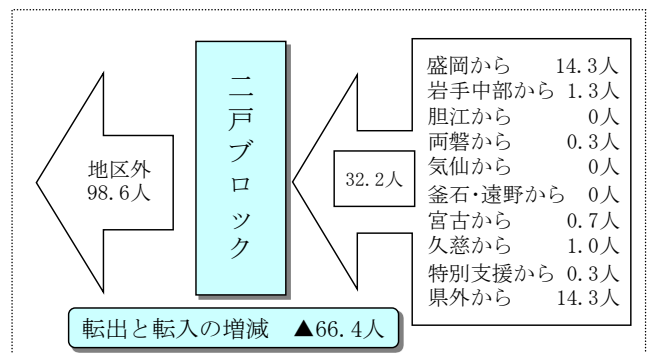 地区外
98.6人
二戸ブロック
32.2人
盛岡から 14.3人
岩手中部から 1.3人
胆江から 0人
両磐から 0.3人
気仙から 0人
釜石・遠野から 0人
宮古から 0.7人
久慈から 1.0人
特別支援から 0.3人
県外から 14.3人
転出と転入の増減 ▲66.4人